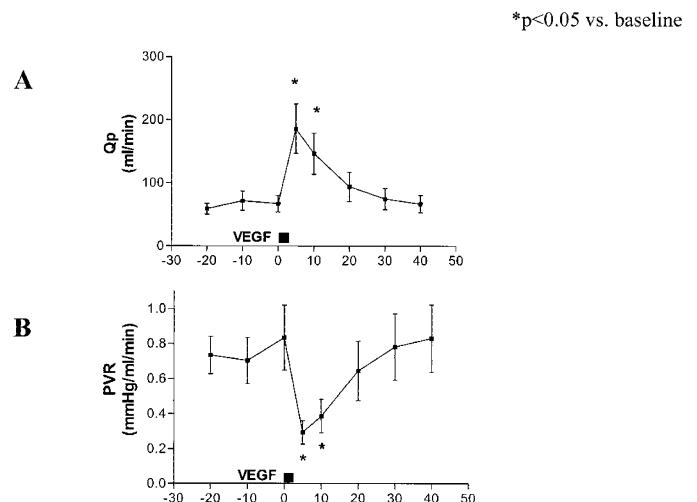 *p<0.05 vs. baseline
A
300
*
*
200
Qp
(ml/min)
100
VEGF
0
-30 -20 -10 0 10 20 30 40 50
B
1.0
0.8
PVR
(mmHg/ml/min)
0.6
0.4
*
*
0.2
VEGF
0.0
-30 -20 -10 0 10 20 30 40 50